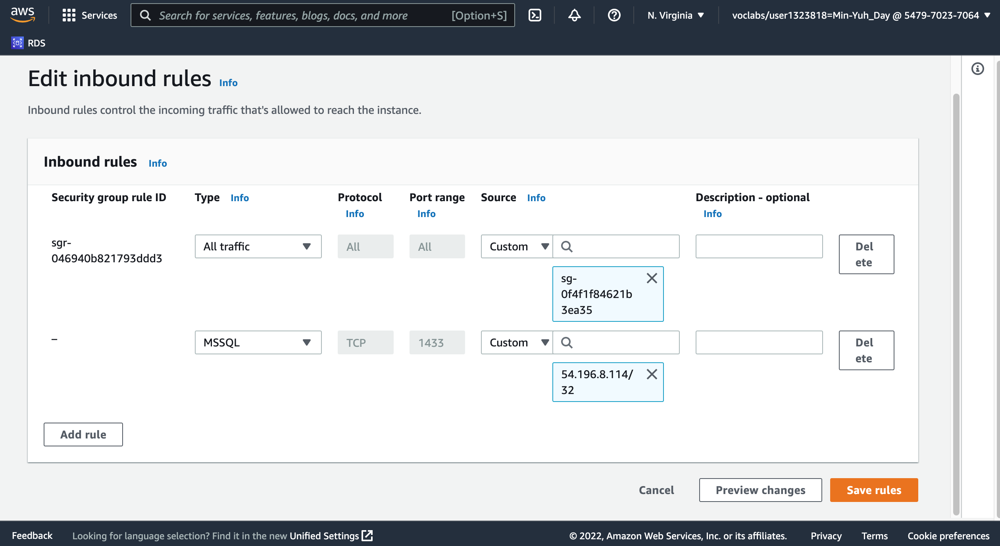 aws
Services
Search for services, features, blogs, docs, and more [Option+S]
N. Virginia
voclabs/user1323818=Min-Yuh_Day @ 5479-7023-7064
RDS
Edit inbound rules Info
Inbound rules control the incoming traffic that's allowed to reach the instance.
Inbound rules Info
Security group rule ID Type Info Protocol Port range Source Info Description - optional
Info Info Info
sgr-
046940b821793ddd3
All traffic
All
All
Custom
Del
ete
sg-
0f4f1f84621b
3ea35
–
MSSQL
TCP
1433
Custom
Del
ete
54.196.8.114/
32
Add rule
Cancel
Preview changes
Save rules
Feedback Looking for language selection? Find it in the new Unified Settings © 2022, Amazon Web Services, Inc. or its affiliates. Privacy Terms Cookie preferences